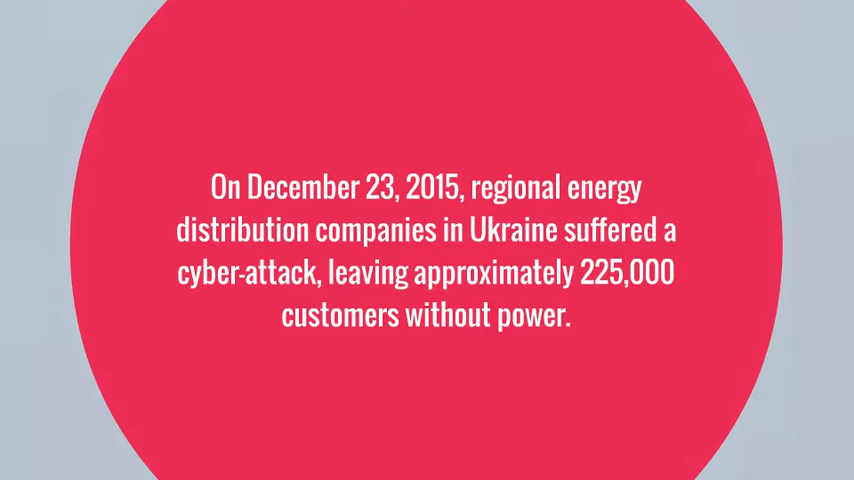 On December 23, 2015, regional energy
distribution companies in Ukraine suffered a
cyber-attack, leaving approximately 225,000
customers without power.